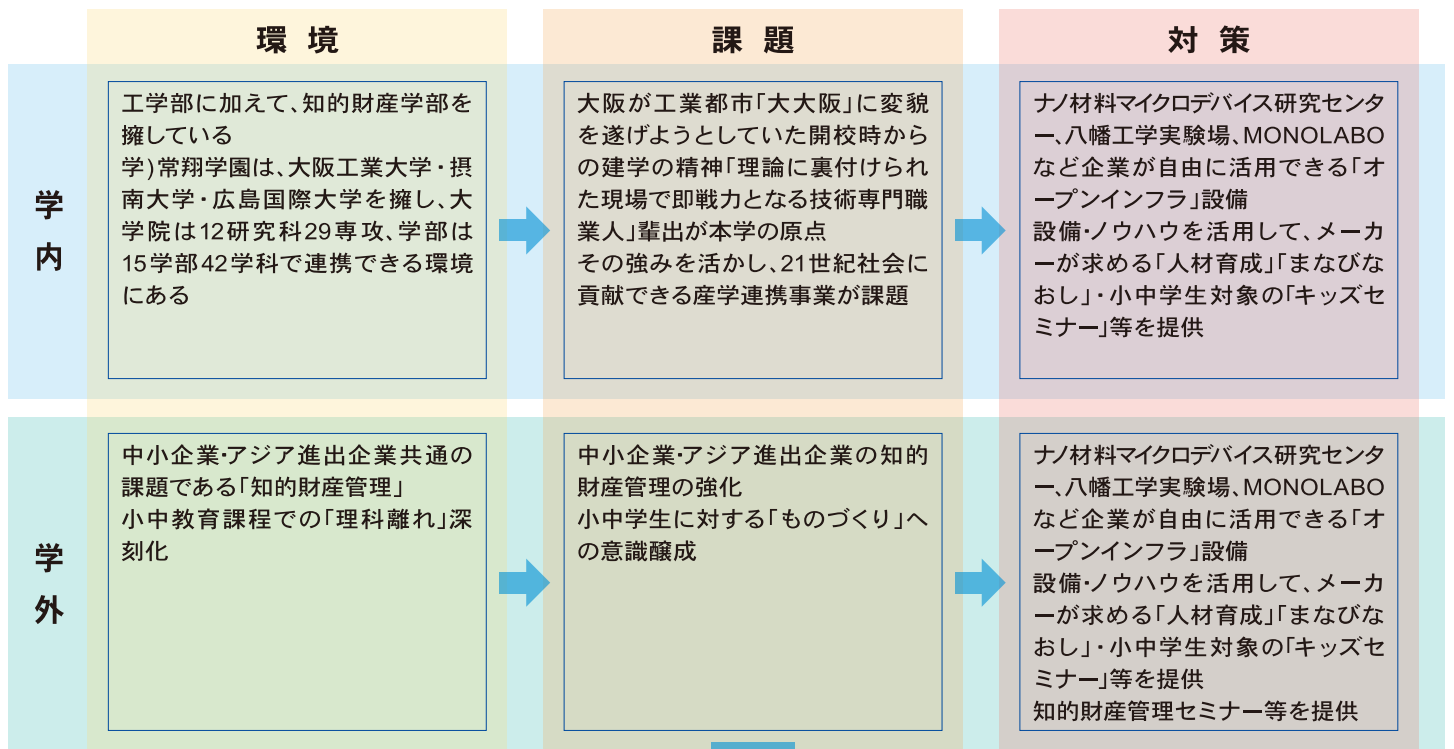 環境
課題
対策
学内
工学部に加えて、知的財産学部を
擁している
学)常翔学園は、大阪工業大学・摂
南大学・広島国際大学を擁し、大
学院は12研究科29専攻、学部は
15学部42学科で連携できる環境
にある
大阪が工業都市「大大阪」に変貌
を遂げようとしていた開校時から
の建学の精神「理論に裏付けられ
た現場で即戦力となる技術専門職
業人」輩出が本学の原点
その強みを活かし、21世紀社会に
貢献できる産学連携事業が課題
ナノ材料マイクロデバイス研究センタ
ー、八幡工学実験場、MONOLABO
など企業が自由に活用できる「オ
ープンインフラ」設備
設備・ノウハウを活用して、メーカ
ーが求める「人材育成」「まなびな
おし」・小中学生対象の「キッズセ
ミナー」等を提供
学外
中小企業・アジア進出企業共通の
課題である「知的財産管理」
小中教育課程での「理科離れ」深
刻化
中小企業・アジア進出企業の知的
財産管理の強化
小中学生に対する「ものづくり」へ
の意識醸成
ナノ材料マイクロデバイス研究センタ
ー、八幡工学実験場、MONOLABO
など企業が自由に活用できる「オ
ープンインフラ」設備
設備・ノウハウを活用して、メーカ
ーが求める「人材育成」「まなびな
おし」・小中学生対象の「キッズセ
ミナー」等を提供
知的財産管理セミナー等を提供